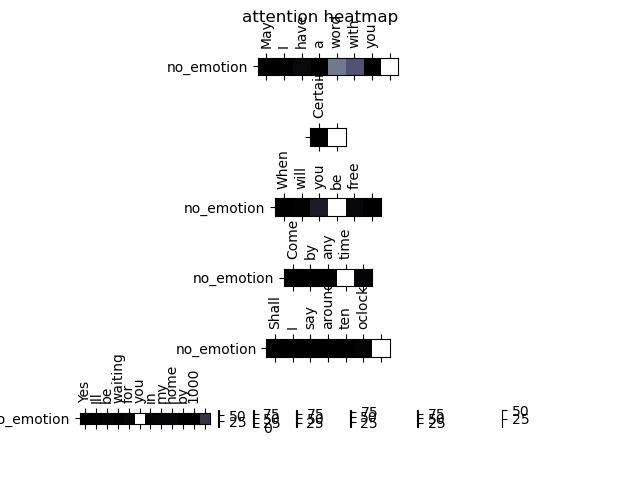 attention heatmap
May I have a word with you
no_emotion
When will you be free
no_emotion
Come by any time
no_emotion
Shall I say around ten oclock
no_emotion
Yes Ill be waiting for you in my home by 1000
50 75 75 75 75 50
25 50 50 50 50 25
25 25 25 25
0